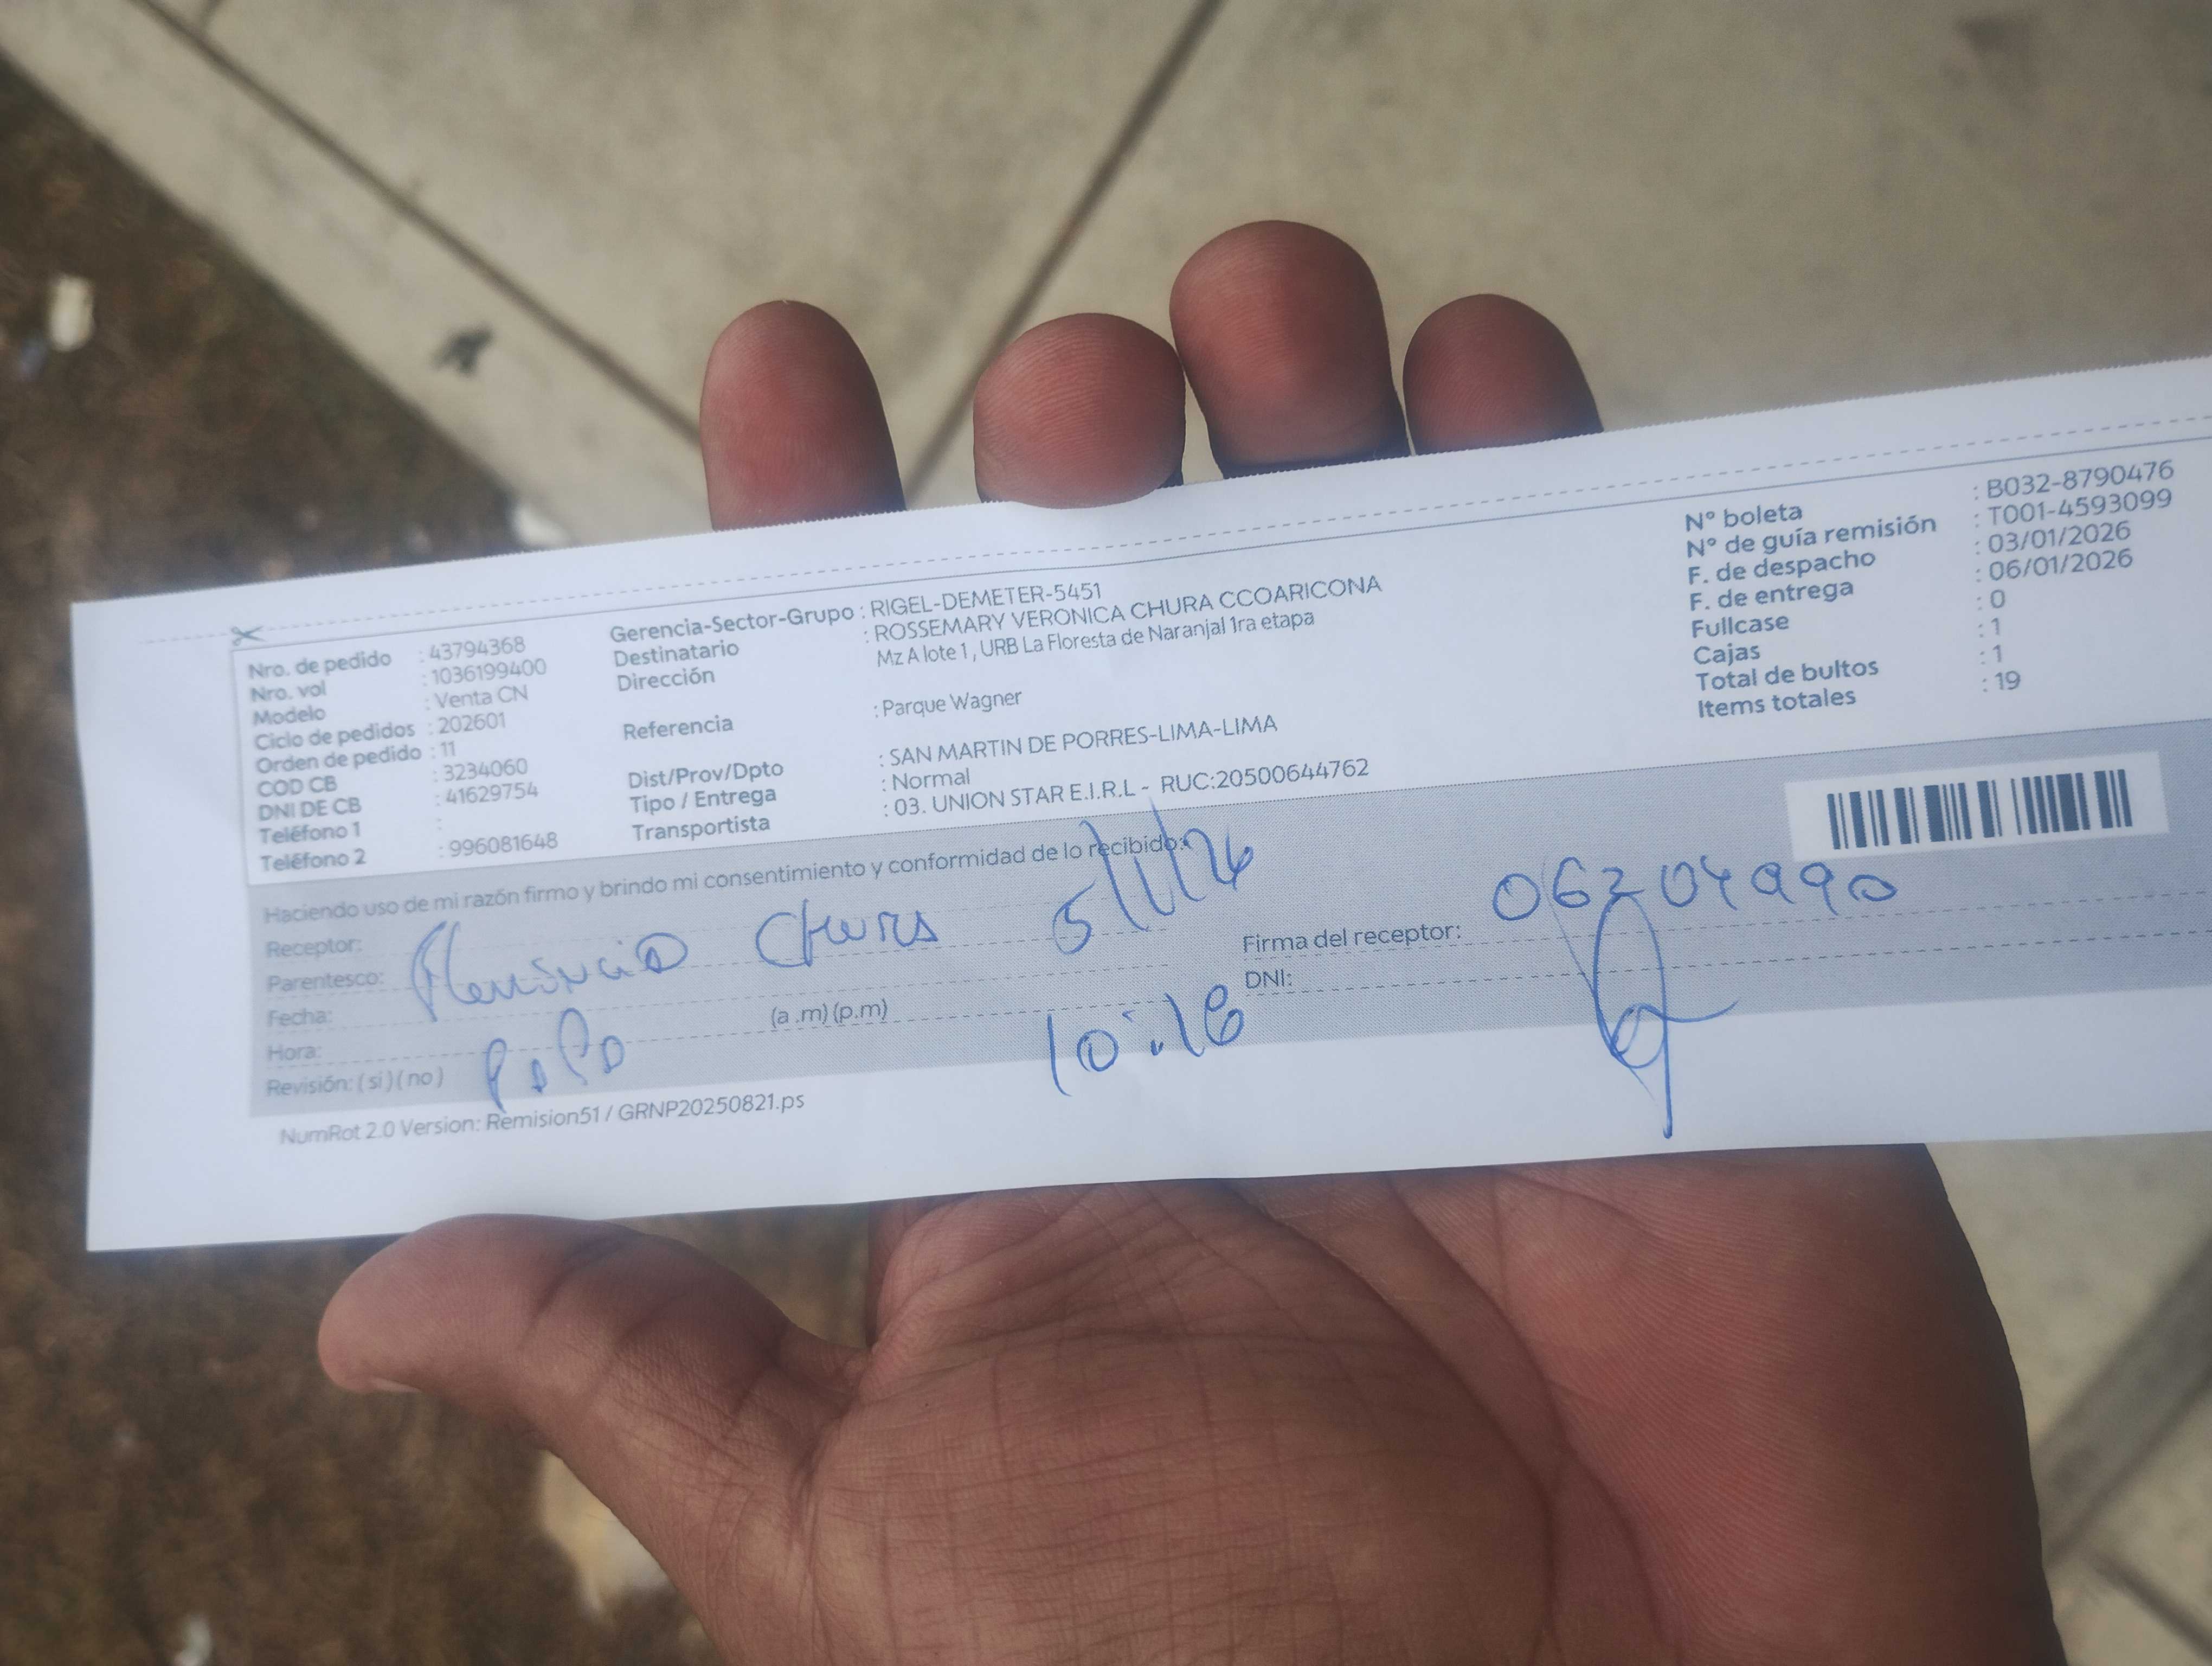 Nro. de pedido : 43794368
Nro. vol : 1036199400
Modelo : Venta CN
Ciclo de pedidos : 202601
Orden de pedido : 11
COD CB : 3234060
DNI DE CB : 41629754
Teléfono 1 :
Teléfono 2 : 996081648
Gerencia-Sector-Grupo : RIGEL-DEMETER-5451
Destinatario : ROSSEMARY VERONICA CHURA CCOARICONA
Dirección Mz A lote 1 , URB La Floresta de Naranjal 1ra etapa
Referencia : Parque Wagner
Dist/Prov/Dpto : SAN MARTIN DE PORRES-LIMA-LIMA
Tipo / Entrega : Normal
Transportista : 03. UNION STAR E.I.R.L - RUC:20500644762
N° boleta : B032-8790476
N° de guía remisión : T001-4593099
F. de despacho : 03/01/2026
F. de entrega : 06/01/2026
Fullcase : 0
Cajas : 1
Total de bultos : 1
Items totales : 19
Haciendo uso de mi razón firmo y brindo mi consentimiento y conformidad de lo recibido:
Receptor: Chura
Parentesco:
Fecha:
Hora: (a .m) (p.m) 10:18
Revisión: ( si ) ( no )
Firma del receptor: 06204990
DNI:
NumRot 2.0 Version: Remision51 / GRNP20250821.ps